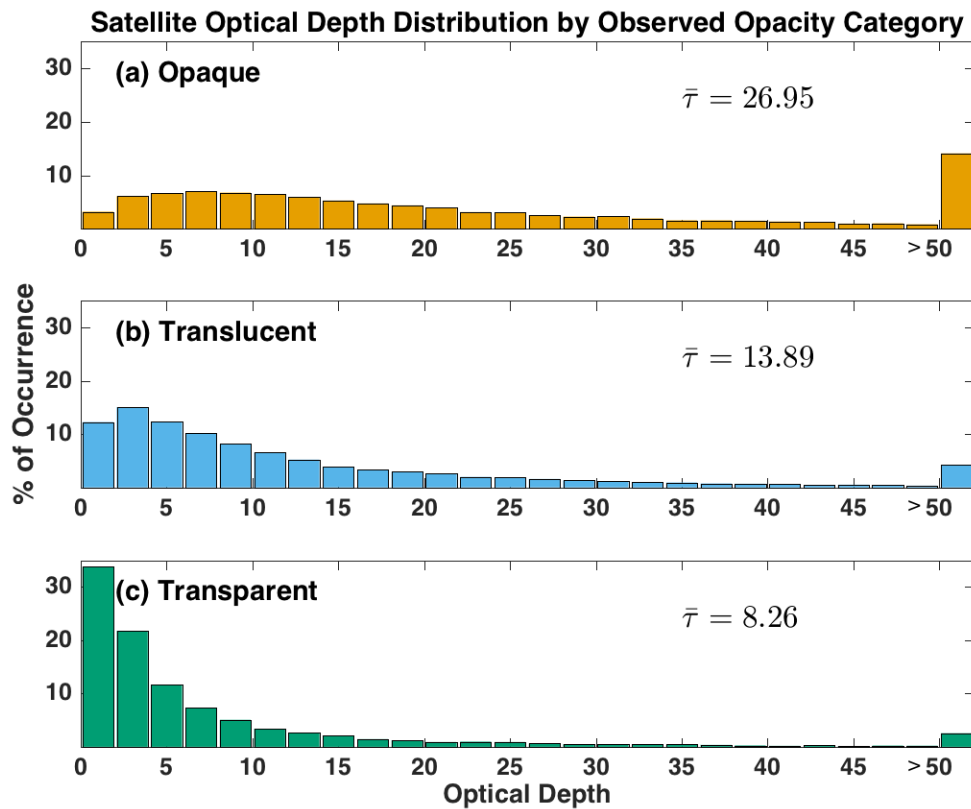 Satellite Optical Depth Distribution by Observed Opacity Category
(a) Opaque
τ̄ = 26.95
30
20
10
0 5 10 15 20 25 30 35 40 45 > 50
% of Occurrence
(b) Translucent
τ̄ = 13.89
30
20
10
0 5 10 15 20 25 30 35 40 45 > 50
(c) Transparent
τ̄ = 8.26
30
20
10
0 5 10 15 20 25 30 35 40 45 > 50
Optical Depth